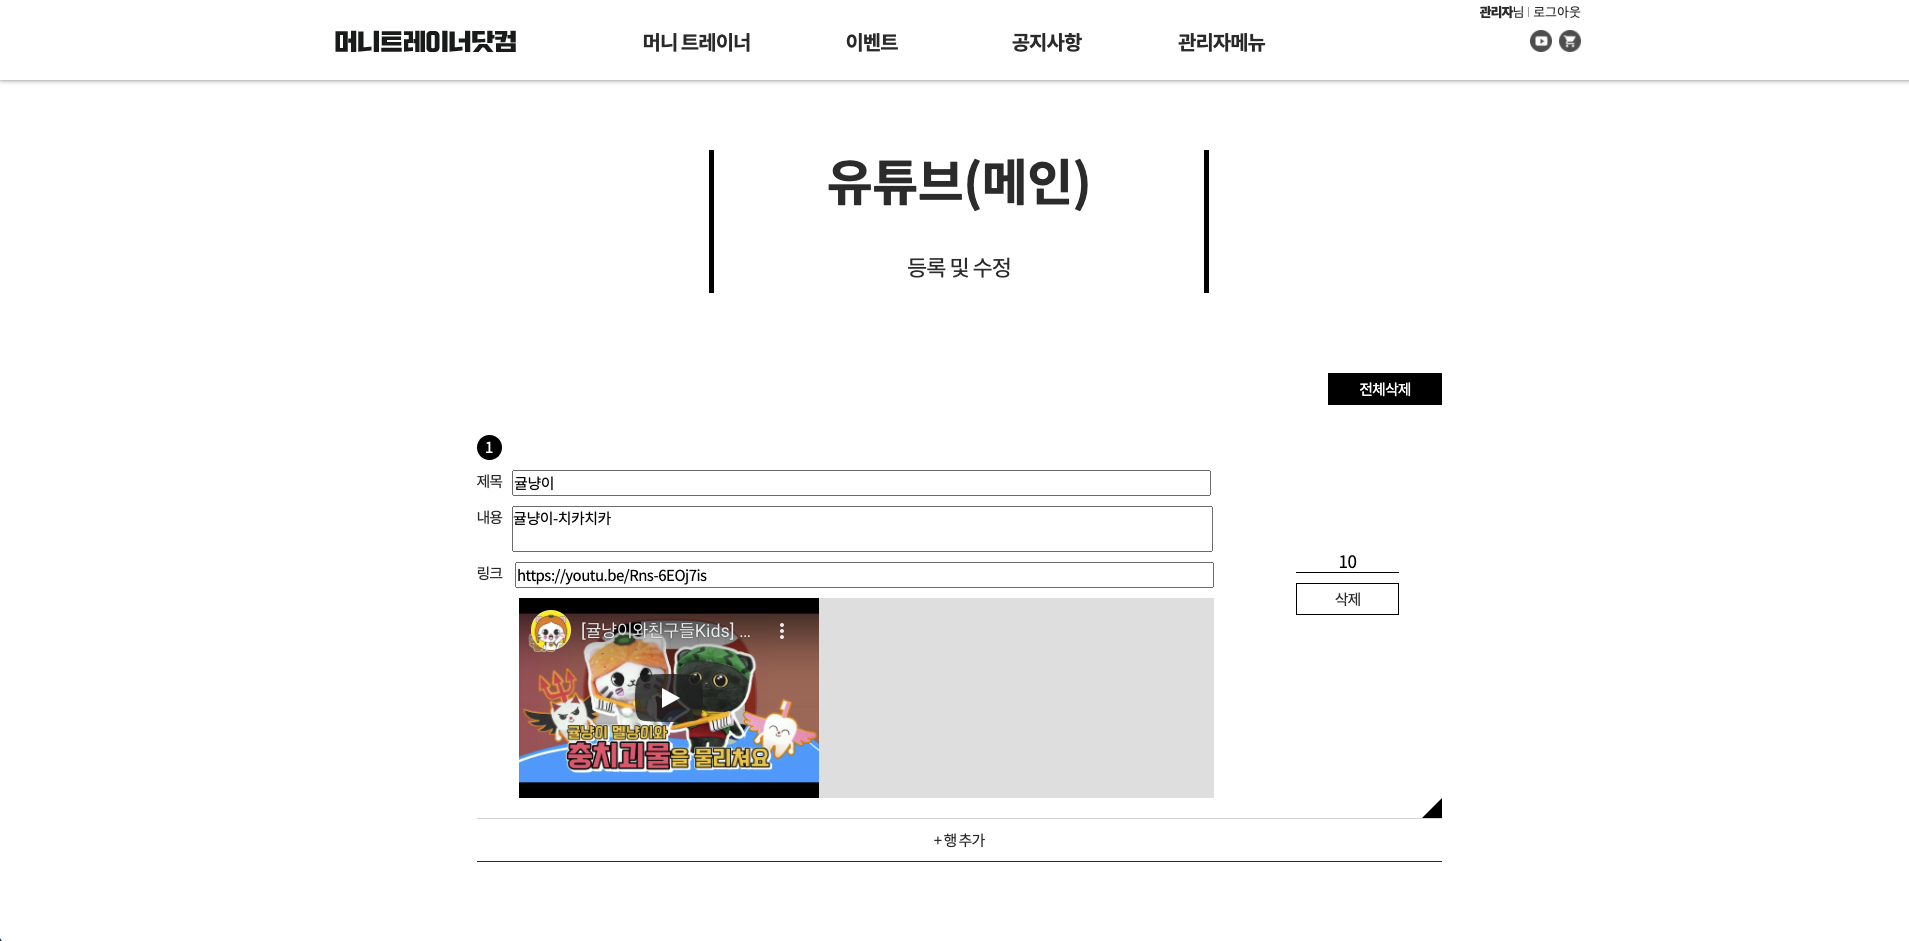 관리자님 | 로그아웃
머니트레이너닷컴
머니 트레이너
이벤트
공지사항
관리자메뉴
유튜브(메인)
등록 및 수정
전체삭제
1
제목 귤냥이
내용 귤냥이-치카치카
링크 https://youtu.be/Rns-6EOj7is
10
삭제
[귤냥이와친구들Kids] ...
귤냥이 멜냥이와
충치괴물을 물리쳐요
+ 행 추가